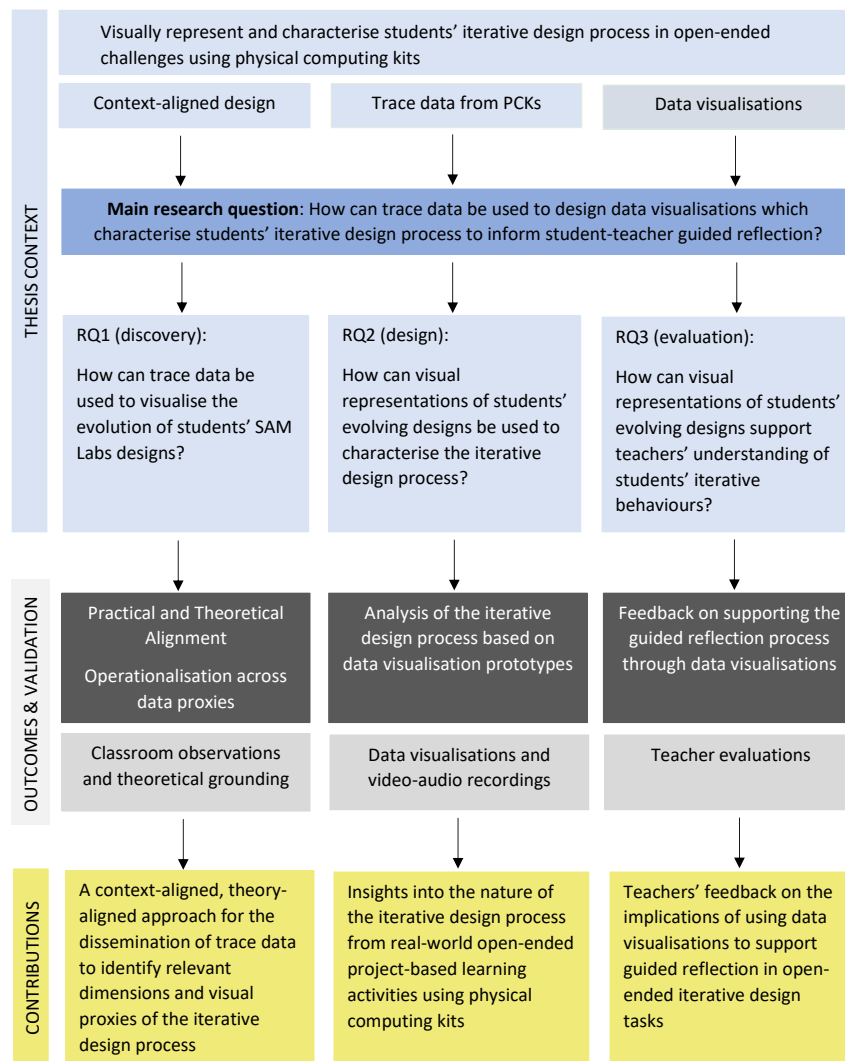 Visually represent and characterise students' iterative design process in open-ended
challenges using physical computing kits
Context-aligned design
Trace data from PCKs
Data visualisations
THESIS CONTEXT
Main research question: How can trace data be used to design data visualisations which
characterise students' iterative design process to inform student-teacher guided reflection?
RQ1 (discovery):
How can trace data be
used to visualise the
evolution of students' SAM
Labs designs?
RQ2 (design):
How can visual
representations of students'
evolving designs be used to
characterise the iterative
design process?
RQ3 (evaluation):
How can visual
representations of students'
evolving designs support
teachers' understanding of
students' iterative
behaviours?
OUTCOMES & VALIDATION
Practical and Theoretical
Alignment
Operationalisation across
data proxies
Analysis of the iterative
design process based on
data visualisation prototypes
Feedback on supporting the
guided reflection process
through data visualisations
Classroom observations
and theoretical grounding
Data visualisations and
video-audio recordings
Teacher evaluations
CONTRIBUTIONS
A context-aligned, theory-
aligned approach for the
dissemination of trace data
to identify relevant
dimensions and visual
proxies of the iterative
design process
Insights into the nature of
the iterative design process
from real-world open-ended
project-based learning
activities using physical
computing kits
Teachers' feedback on the
implications of using data
visualisations to support
guided reflection in open-
ended iterative design
tasks